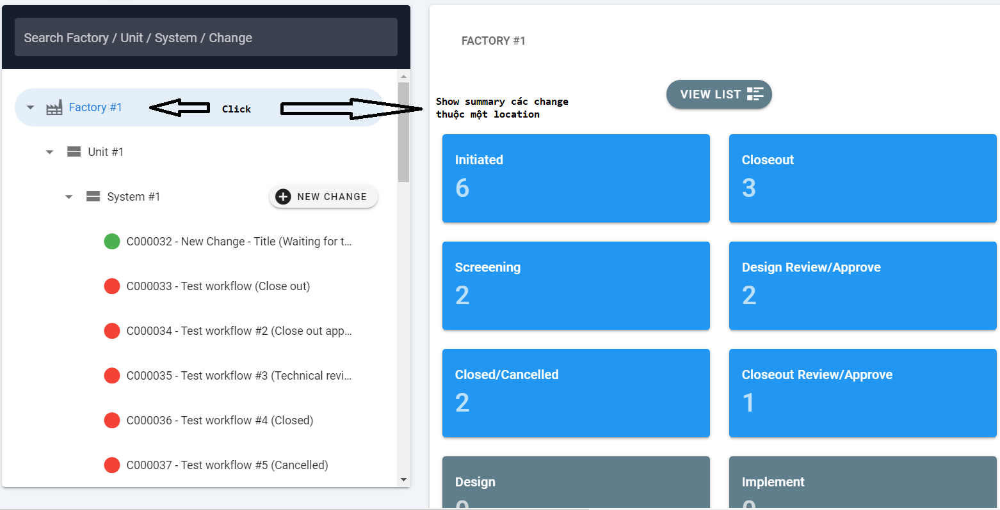 Search Factory / Unit / System / Change
Factory #1
Click
Unit #1
System #1
NEW CHANGE
C000032 - New Change - Title (Waiting for t...
C000033 - Test workflow (Close out)
C000034 - Test workflow #2 (Close out app...
C000035 - Test workflow #3 (Technical revi...
C000036 - Test workflow #4 (Closed)
C000037 - Test workflow #5 (Cancelled)
FACTORY #1
VIEW LIST
Show summary các change
thuộc một location
Initiated
6
Closeout
3
Screeening
2
Design Review/Approve
2
Closed/Cancelled
2
Closeout Review/Approve
1
Design
0
Implement
0